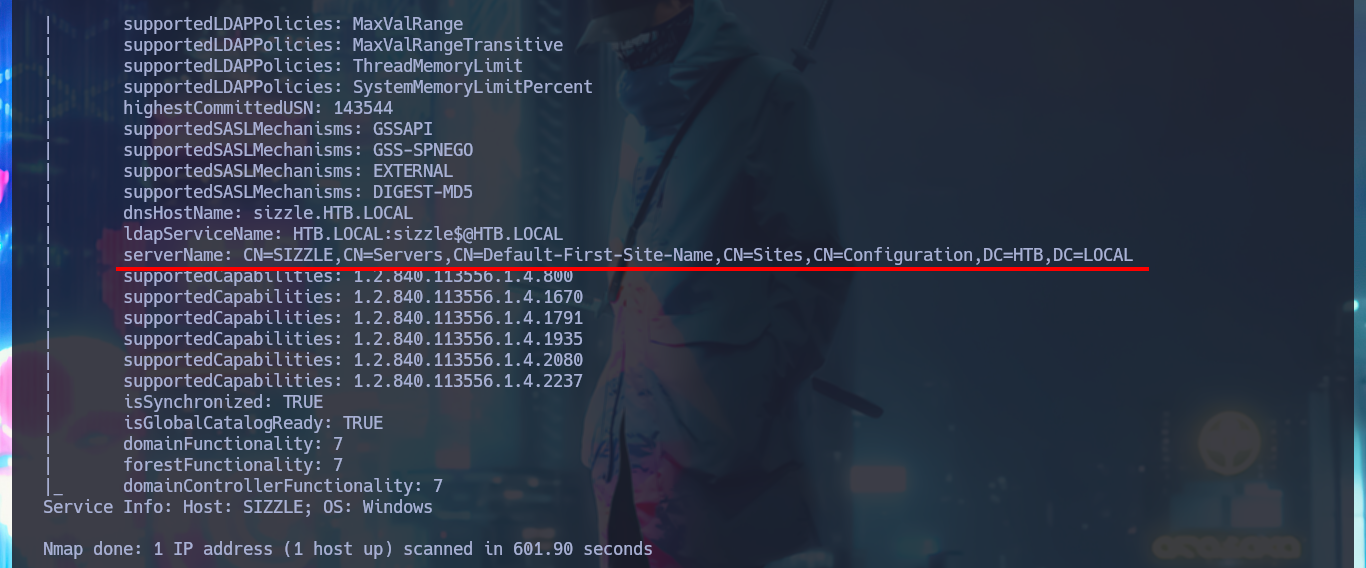 |       supportedLDAPPolicies: MaxValRange
|       supportedLDAPPolicies: MaxValRangeTransitive
|       supportedLDAPPolicies: ThreadMemoryLimit
|       supportedLDAPPolicies: SystemMemoryLimitPercent
|       highestCommittedUSN: 143544
|       supportedSASLMechanisms: GSSAPI
|       supportedSASLMechanisms: GSS-SPNEGO
|       supportedSASLMechanisms: EXTERNAL
|       supportedSASLMechanisms: DIGEST-MD5
|       dnsHostName: sizzle.HTB.LOCAL
|       ldapServiceName: HTB.LOCAL:sizzle$@HTB.LOCAL
|       serverName: CN=SIZZLE,CN=Servers,CN=Default-First-Site-Name,CN=Sites,CN=Configuration,DC=HTB,DC=LOCAL
|       supportedCapabilities: 1.2.840.113556.1.4.800
|       supportedCapabilities: 1.2.840.113556.1.4.1670
|       supportedCapabilities: 1.2.840.113556.1.4.1791
|       supportedCapabilities: 1.2.840.113556.1.4.1935
|       supportedCapabilities: 1.2.840.113556.1.4.2080
|       supportedCapabilities: 1.2.840.113556.1.4.2237
|       isSynchronized: TRUE
|       isGlobalCatalogReady: TRUE
|       domainFunctionality: 7
|       forestFunctionality: 7
|_      domainControllerFunctionality: 7
Service Info: Host: SIZZLE; OS: Windows
Nmap done: 1 IP address (1 host up) scanned in 601.90 seconds